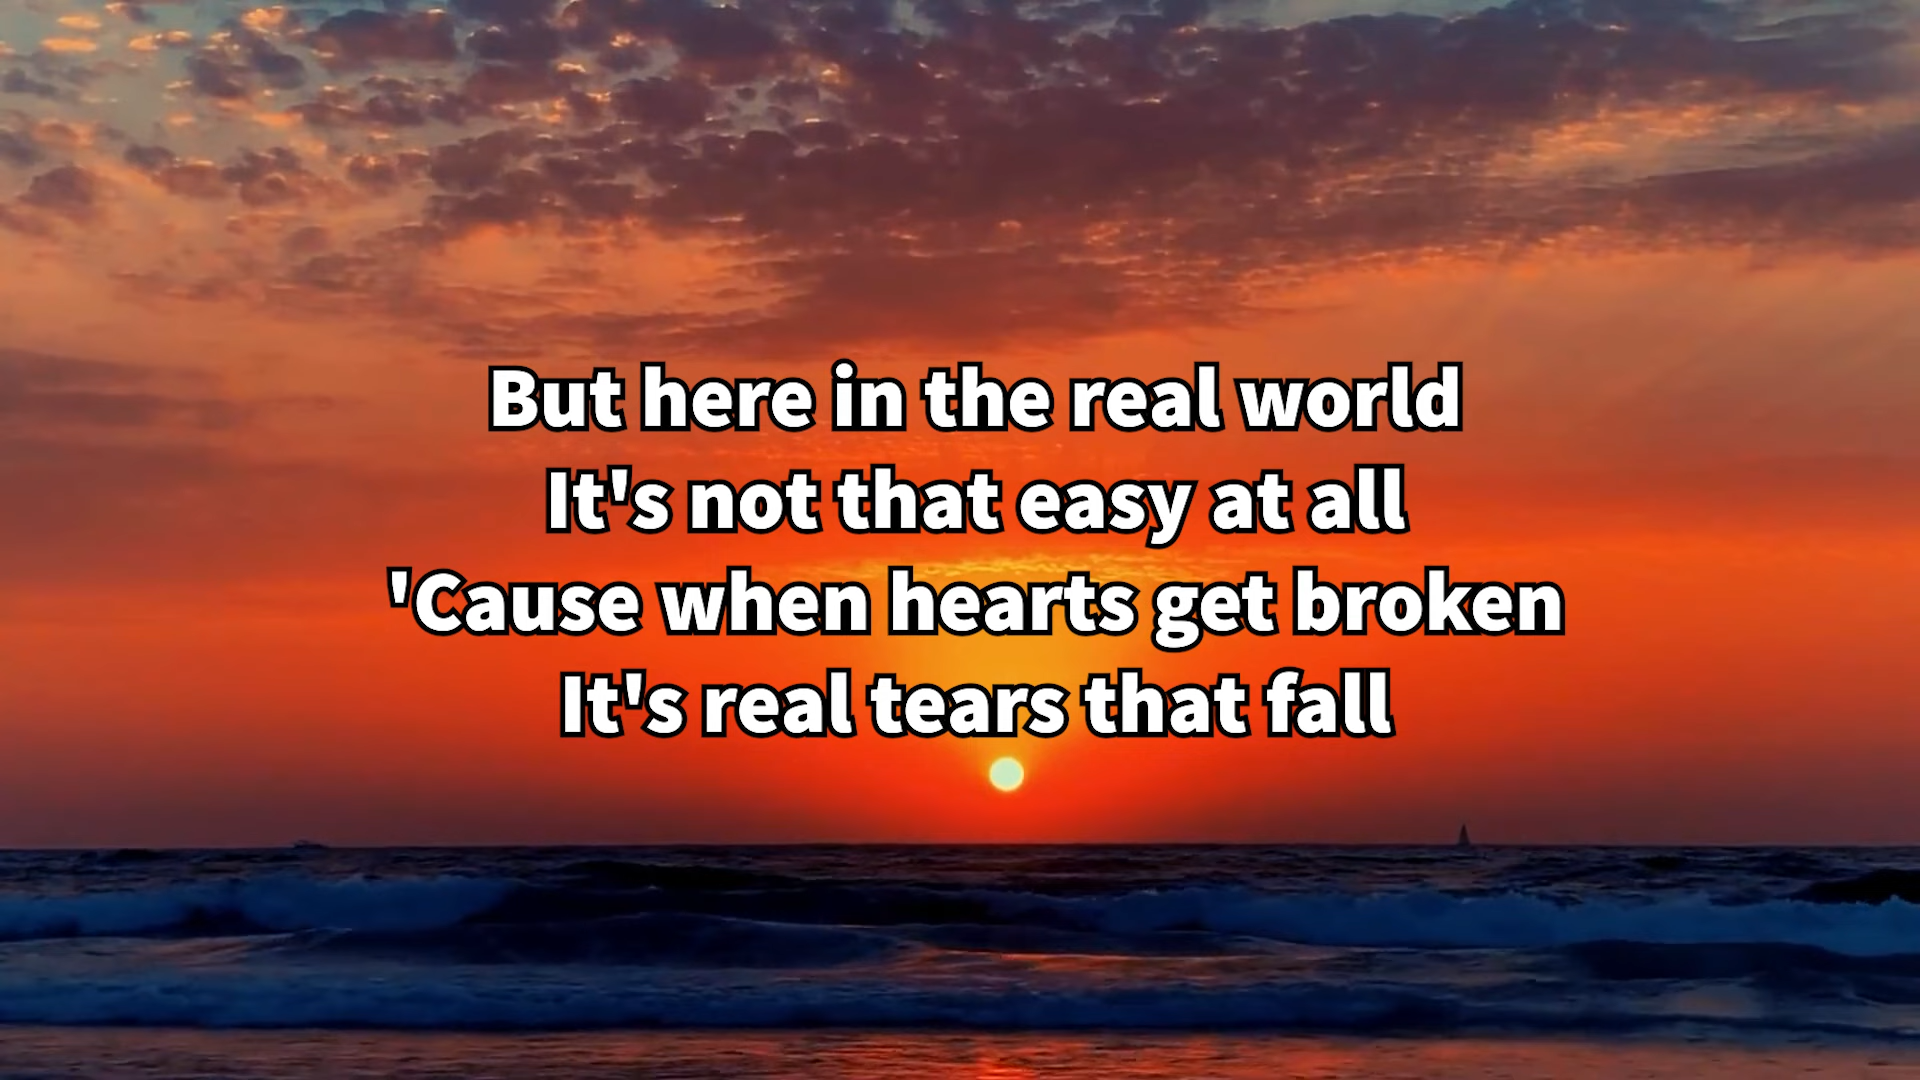 But here in the real world
It's not that easy at all
'Cause when hearts get broken
It's real tears that fall